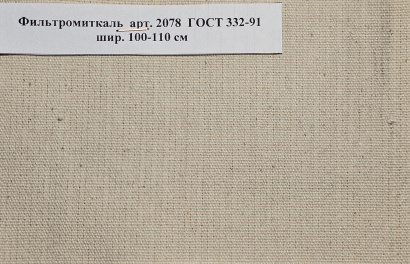 Фильтромиткаль арт. 2078 ГОСТ 332-91
шир. 100-110 см